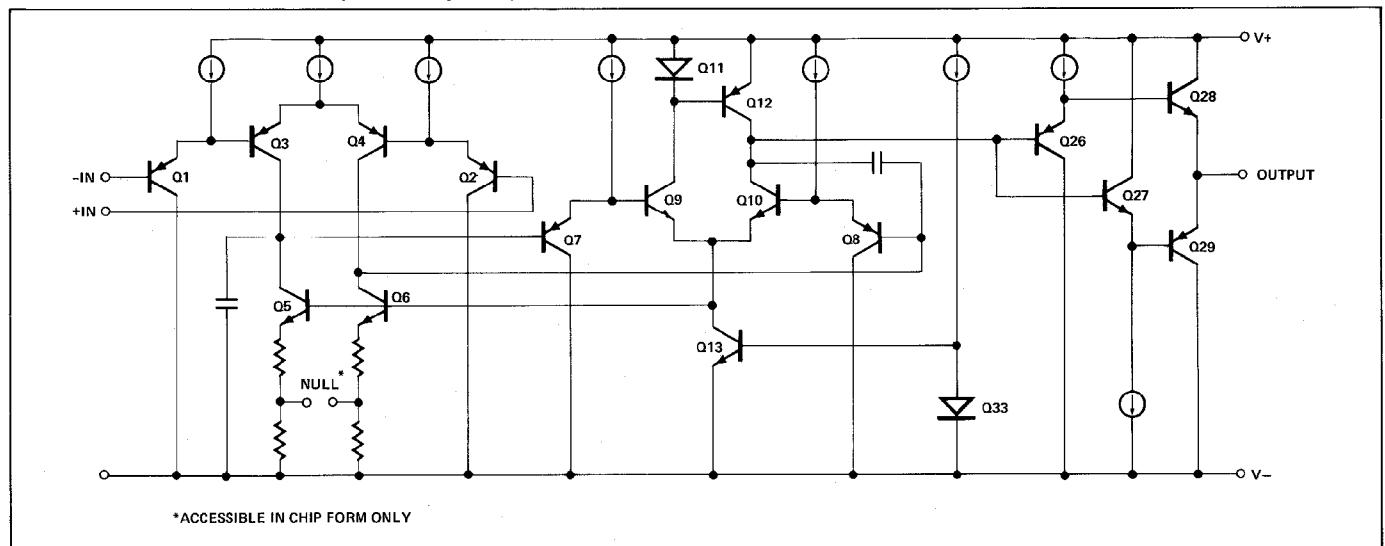 V+
Q11
Q12
Q28
Q3
Q4
Q26
-IN
Q1
Q2
Q9
Q10
Q27
OUTPUT
+IN
Q7
Q8
Q29
Q5
Q6
Q13
NULL*
Q33
V-
*ACCESSIBLE IN CHIP FORM ONLY